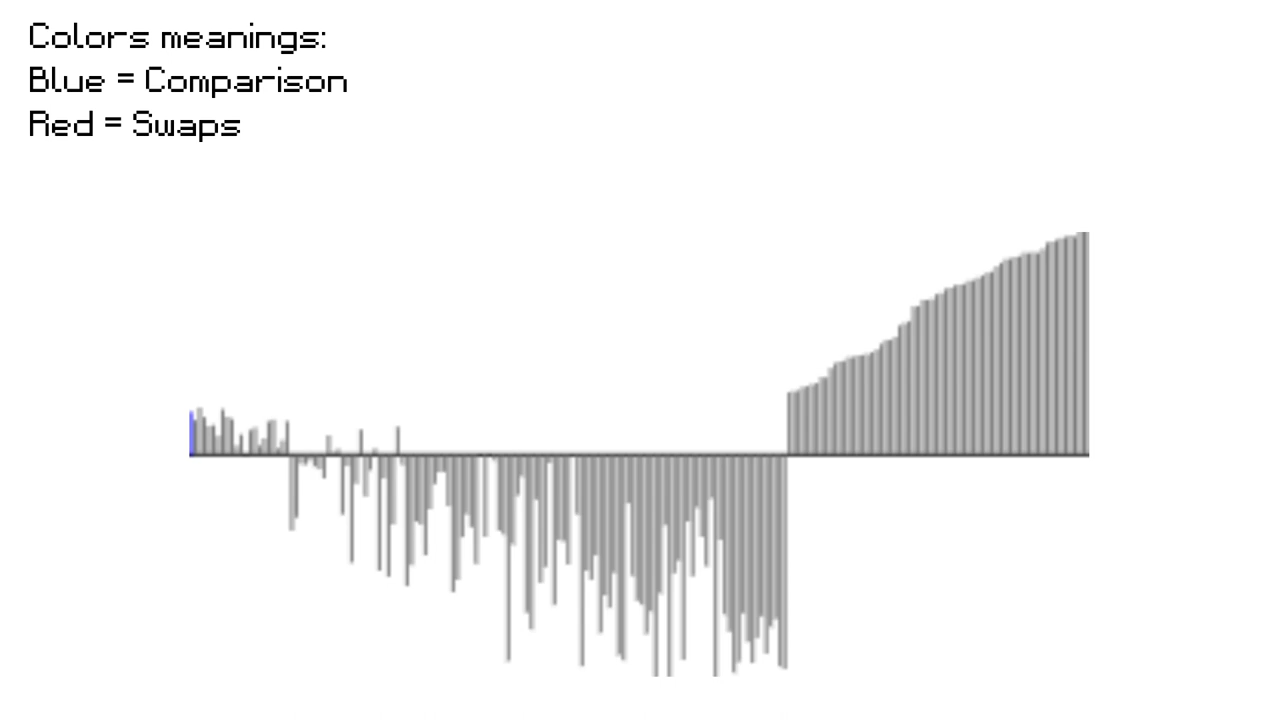 Colors meanings:
Blue = Comparison
Red = Swaps